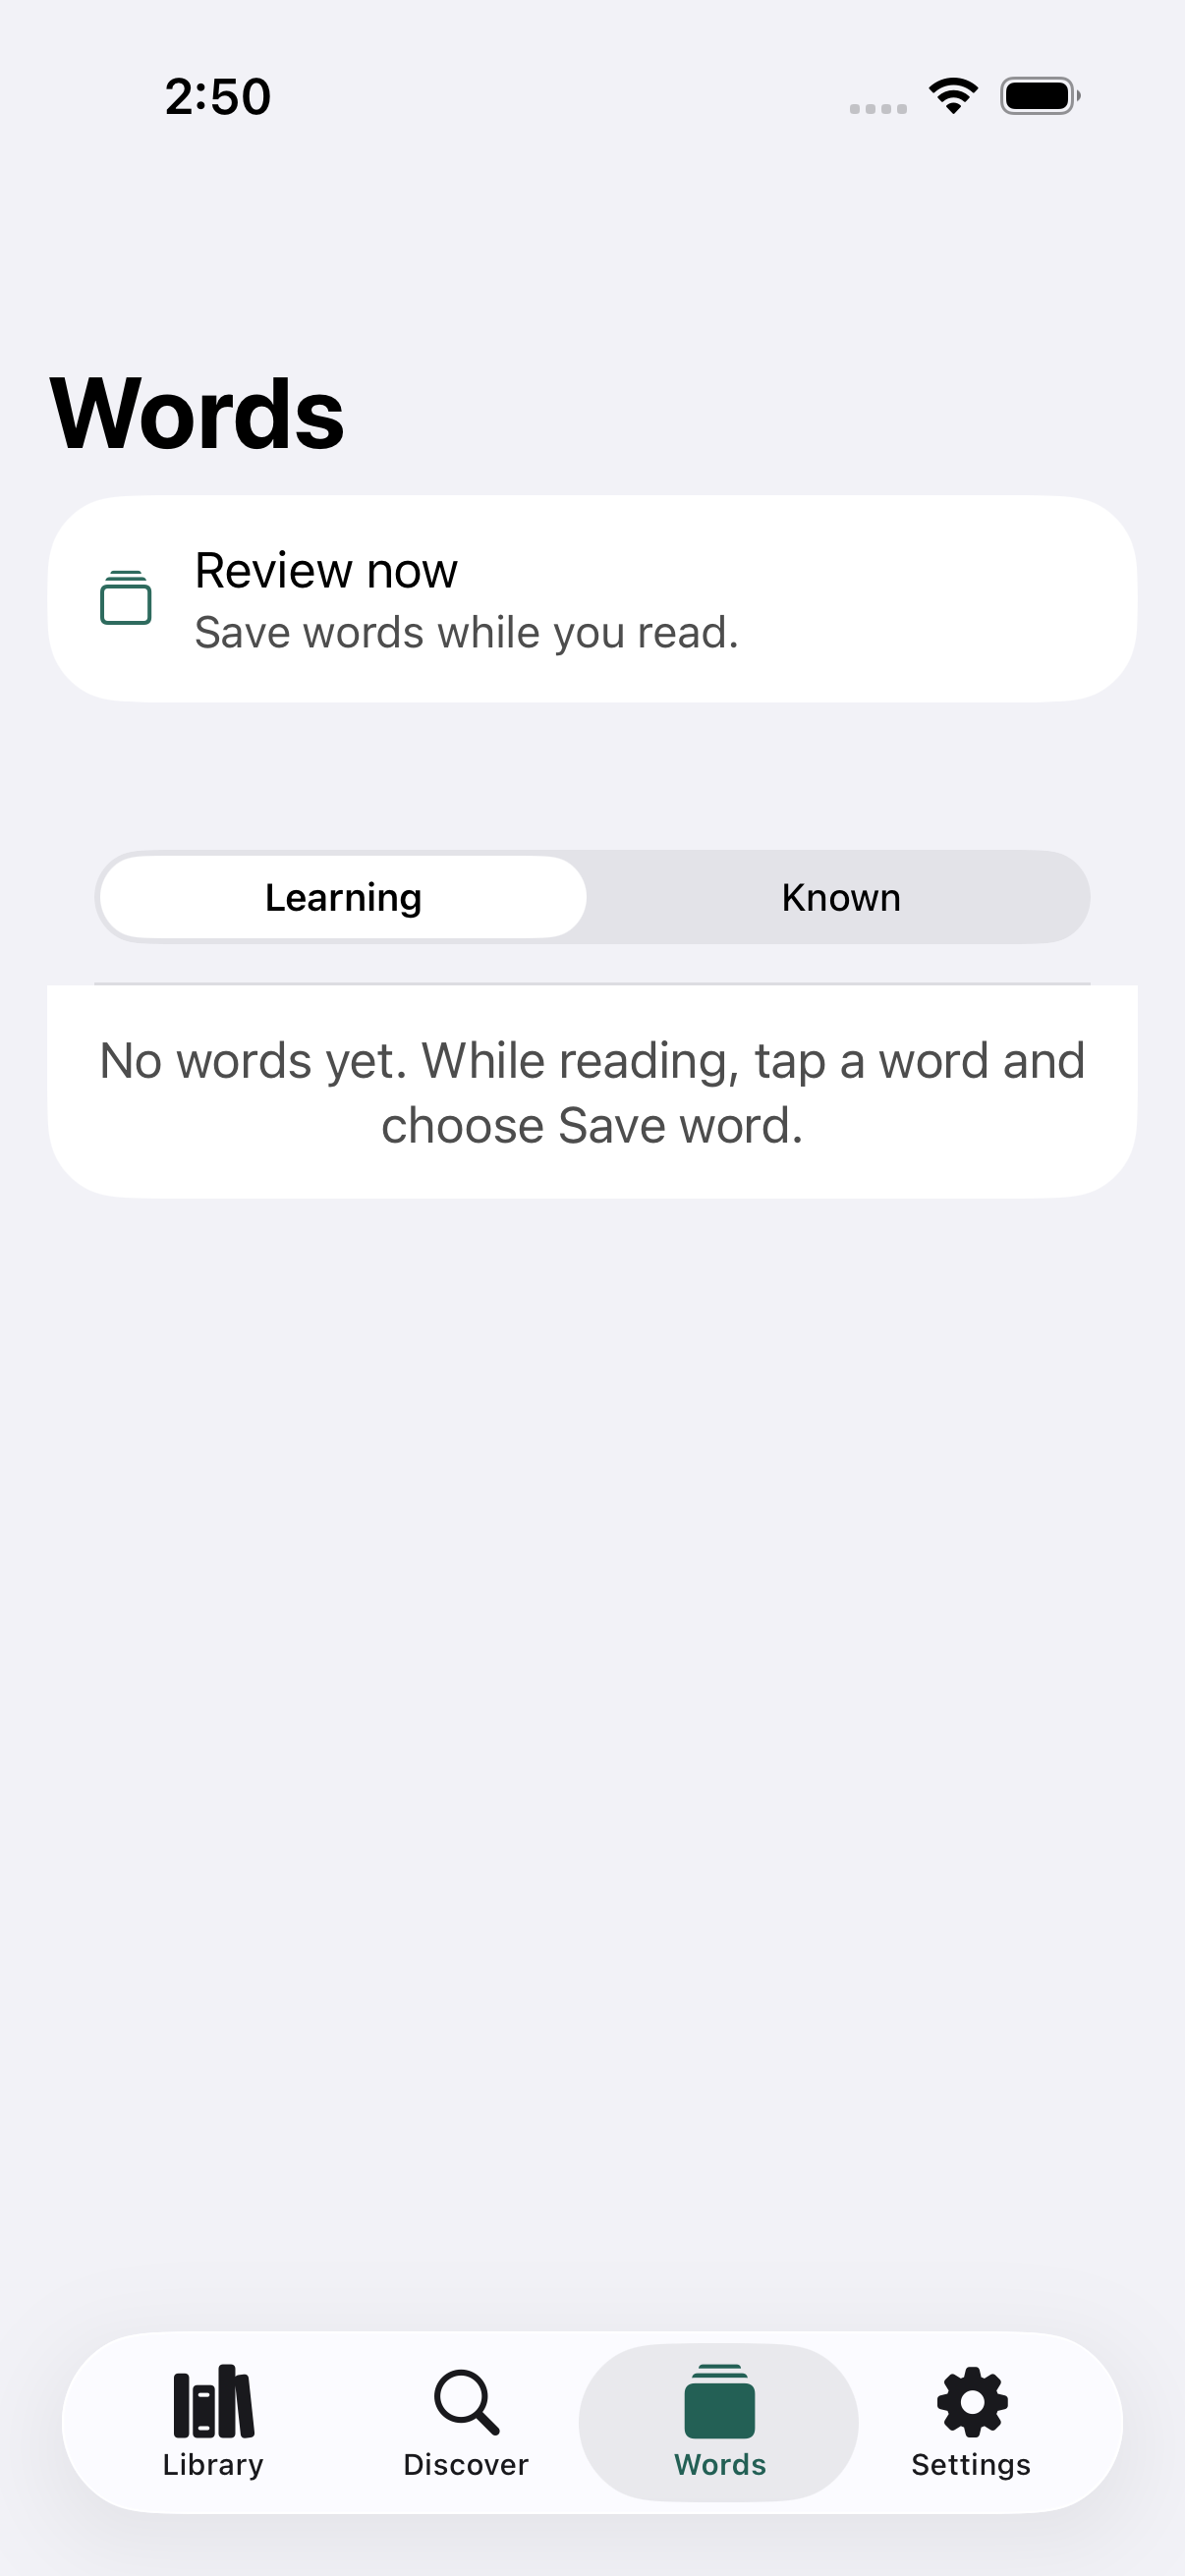 2:50
Words
Review now
Save words while you read.
Learning
Known
No words yet. While reading, tap a word and
choose Save word.
Library
Discover
Words
Settings